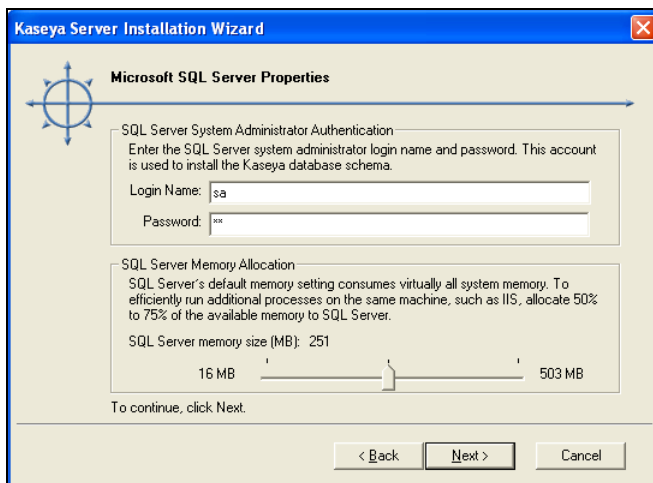 Kaseya Server Installation Wizard
Microsoft SQL Server Properties
SQL Server System Administrator Authentication
Enter the SQL Server system administrator login name and password. This account
is used to install the Kaseya database schema.
Login Name: sa
Password: **
SQL Server Memory Allocation
SQL Server's default memory setting consumes virtually all system memory. To
efficiently run additional processes on the same machine, such as IIS, allocate 50%
to 75% of the available memory to SQL Server.
SQL Server memory size (MB): 251
16 MB 503 MB
To continue, click Next.
< Back Next > Cancel